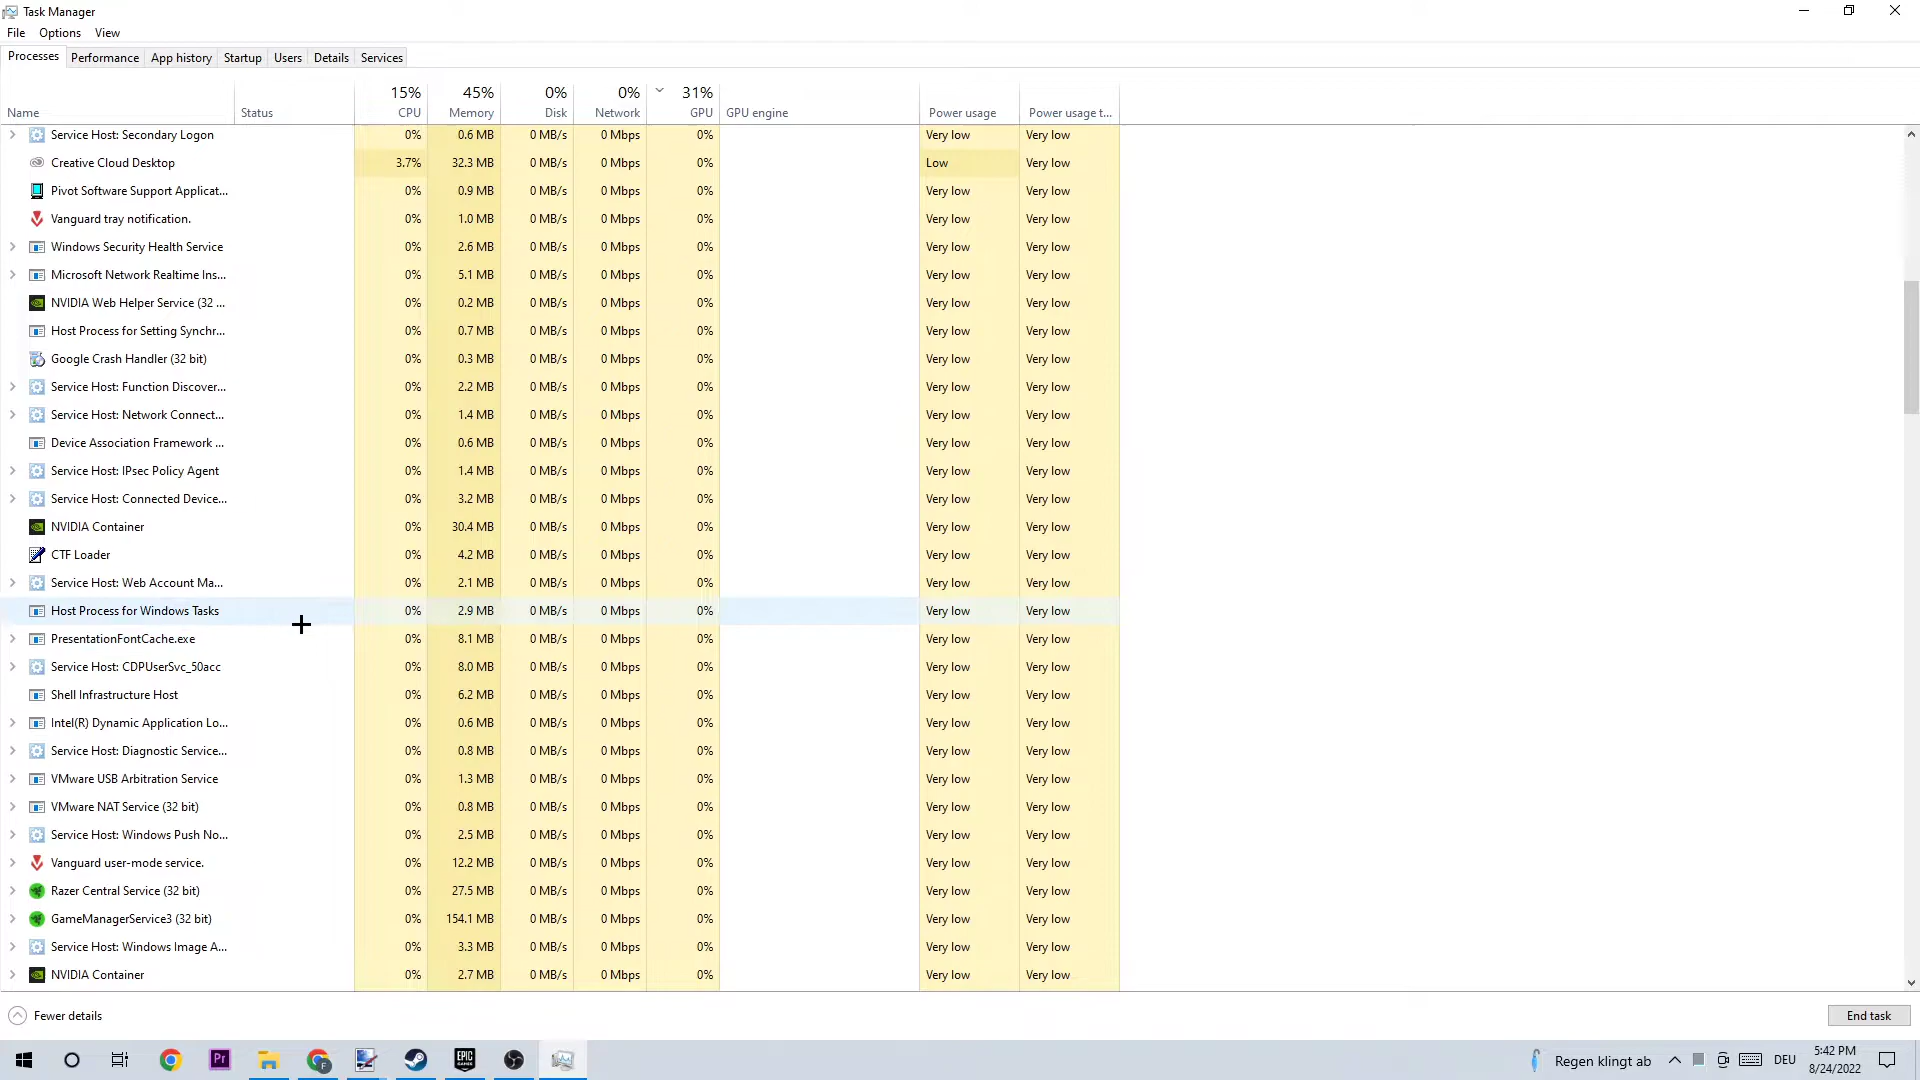 Task Manager
File Options View
Processes Performance App history Startup Users Details Services
15% 45% 0% 0% 31%
Name Status CPU Memory Disk Network GPU GPU engine Power usage Power usage t...
Service Host: Secondary Logon 0% 0.6 MB 0 MB/s 0 Mbps 0% Very low Very low
Creative Cloud Desktop 3.7% 32.3 MB 0 MB/s 0 Mbps 0% Low Very low
Pivot Software Support Applicat... 0% 0.9 MB 0 MB/s 0 Mbps 0% Very low Very low
Vanguard tray notification. 0% 1.0 MB 0 MB/s 0 Mbps 0% Very low Very low
Windows Security Health Service 0% 2.6 MB 0 MB/s 0 Mbps 0% Very low Very low
Microsoft Network Realtime Ins... 0% 5.1 MB 0 MB/s 0 Mbps 0% Very low Very low
NVIDIA Web Helper Service (32 ... 0% 0.2 MB 0 MB/s 0 Mbps 0% Very low Very low
Host Process for Setting Synchr... 0% 0.7 MB 0 MB/s 0 Mbps 0% Very low Very low
Google Crash Handler (32 bit) 0% 0.3 MB 0 MB/s 0 Mbps 0% Very low Very low
Service Host: Function Discover... 0% 2.2 MB 0 MB/s 0 Mbps 0% Very low Very low
Service Host: Network Connect... 0% 1.4 MB 0 MB/s 0 Mbps 0% Very low Very low
Device Association Framework ... 0% 0.6 MB 0 MB/s 0 Mbps 0% Very low Very low
Service Host: IPsec Policy Agent 0% 1.4 MB 0 MB/s 0 Mbps 0% Very low Very low
Service Host: Connected Device... 0% 3.2 MB 0 MB/s 0 Mbps 0% Very low Very low
NVIDIA Container 0% 30.4 MB 0 MB/s 0 Mbps 0% Very low Very low
CTF Loader 0% 4.2 MB 0 MB/s 0 Mbps 0% Very low Very low
Service Host: Web Account Ma... 0% 2.1 MB 0 MB/s 0 Mbps 0% Very low Very low
Host Process for Windows Tasks 0% 2.9 MB 0 MB/s 0 Mbps 0% Very low Very low
PresentationFontCache.exe 0% 8.1 MB 0 MB/s 0 Mbps 0% Very low Very low
Service Host: CDPUserSvc_50acc 0% 8.0 MB 0 MB/s 0 Mbps 0% Very low Very low
Shell Infrastructure Host 0% 6.2 MB 0 MB/s 0 Mbps 0% Very low Very low
Intel(R) Dynamic Application Lo... 0% 0.6 MB 0 MB/s 0 Mbps 0% Very low Very low
Service Host: Diagnostic Service... 0% 0.8 MB 0 MB/s 0 Mbps 0% Very low Very low
VMware USB Arbitration Service 0% 1.3 MB 0 MB/s 0 Mbps 0% Very low Very low
VMware NAT Service (32 bit) 0% 0.8 MB 0 MB/s 0 Mbps 0% Very low Very low
Service Host: Windows Push No... 0% 2.5 MB 0 MB/s 0 Mbps 0% Very low Very low
Vanguard user-mode service. 0% 12.2 MB 0 MB/s 0 Mbps 0% Very low Very low
Razer Central Service (32 bit) 0% 27.5 MB 0 MB/s 0 Mbps 0% Very low Very low
GameManagerService3 (32 bit) 0% 154.1 MB 0 MB/s 0 Mbps 0% Very low Very low
Service Host: Windows Image A... 0% 3.3 MB 0 MB/s 0 Mbps 0% Very low Very low
NVIDIA Container 0% 2.7 MB 0 MB/s 0 Mbps 0% Very low Very low
Fewer details End task
Pr EPIC GAMES Regen klingt ab DEU 5:42 PM
8/24/2022